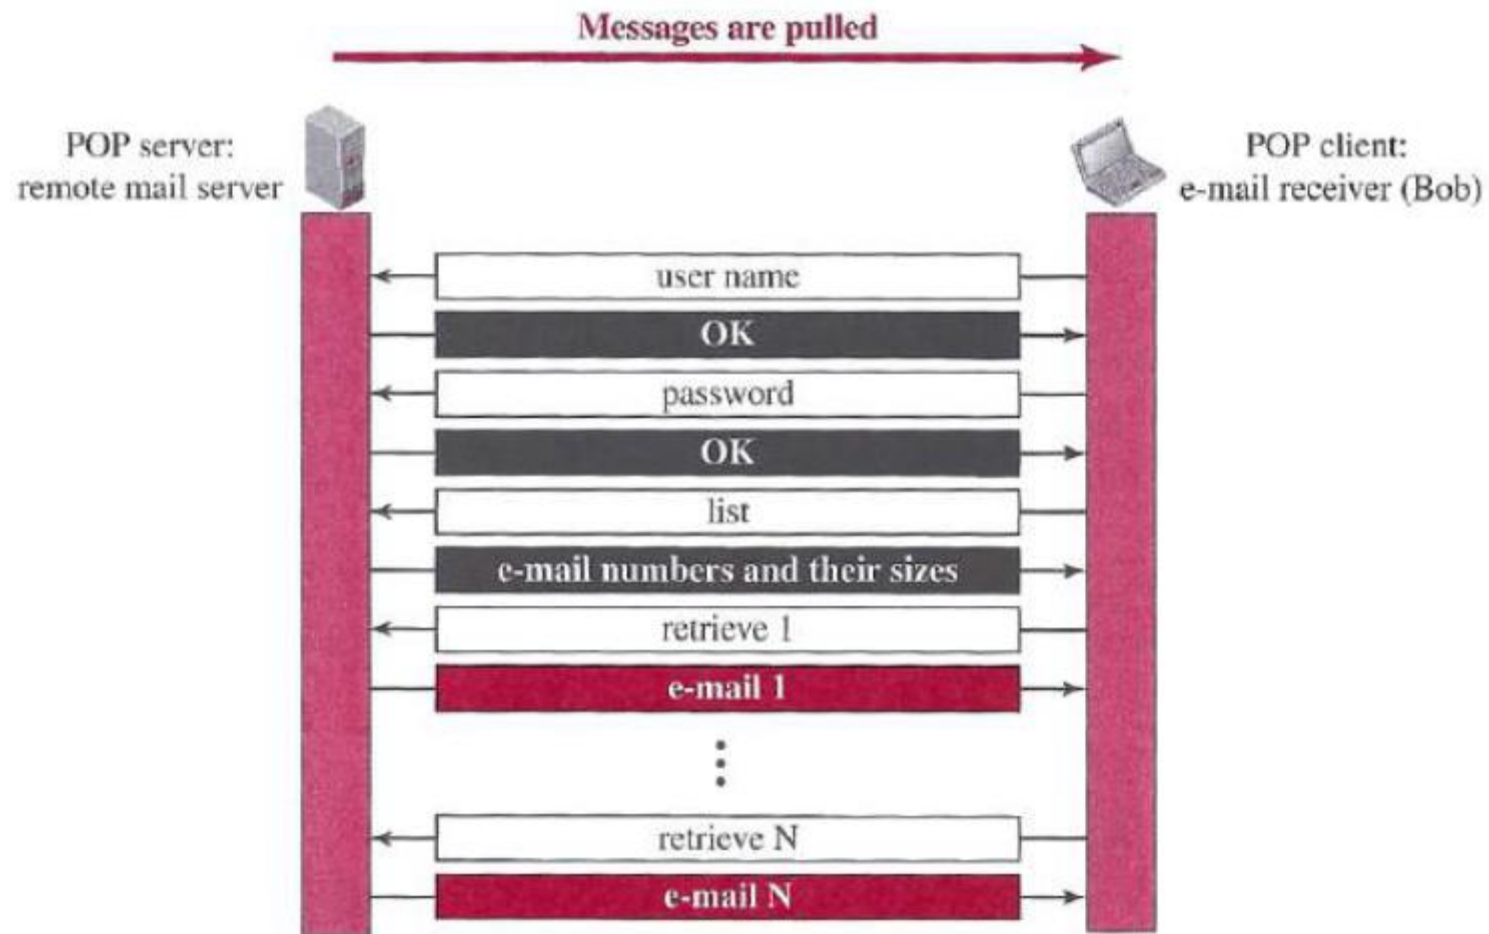 Messages are pulled
POP server:
remote mail server
POP client:
e-mail receiver (Bob)
user name
OK
password
OK
list
e-mail numbers and their sizes
retrieve 1
e-mail 1
retrieve N
e-mail N